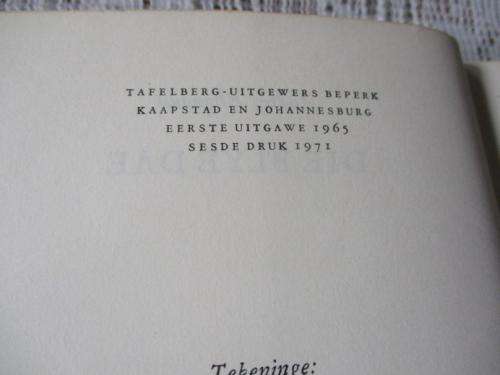 TAFELBERG-UITGEWERS BEPERK
KAAPSTAD EN JOHANNESBURG
EERSTE UITGAWE 1965
SESDE DRUK 1971
Tekeninge: